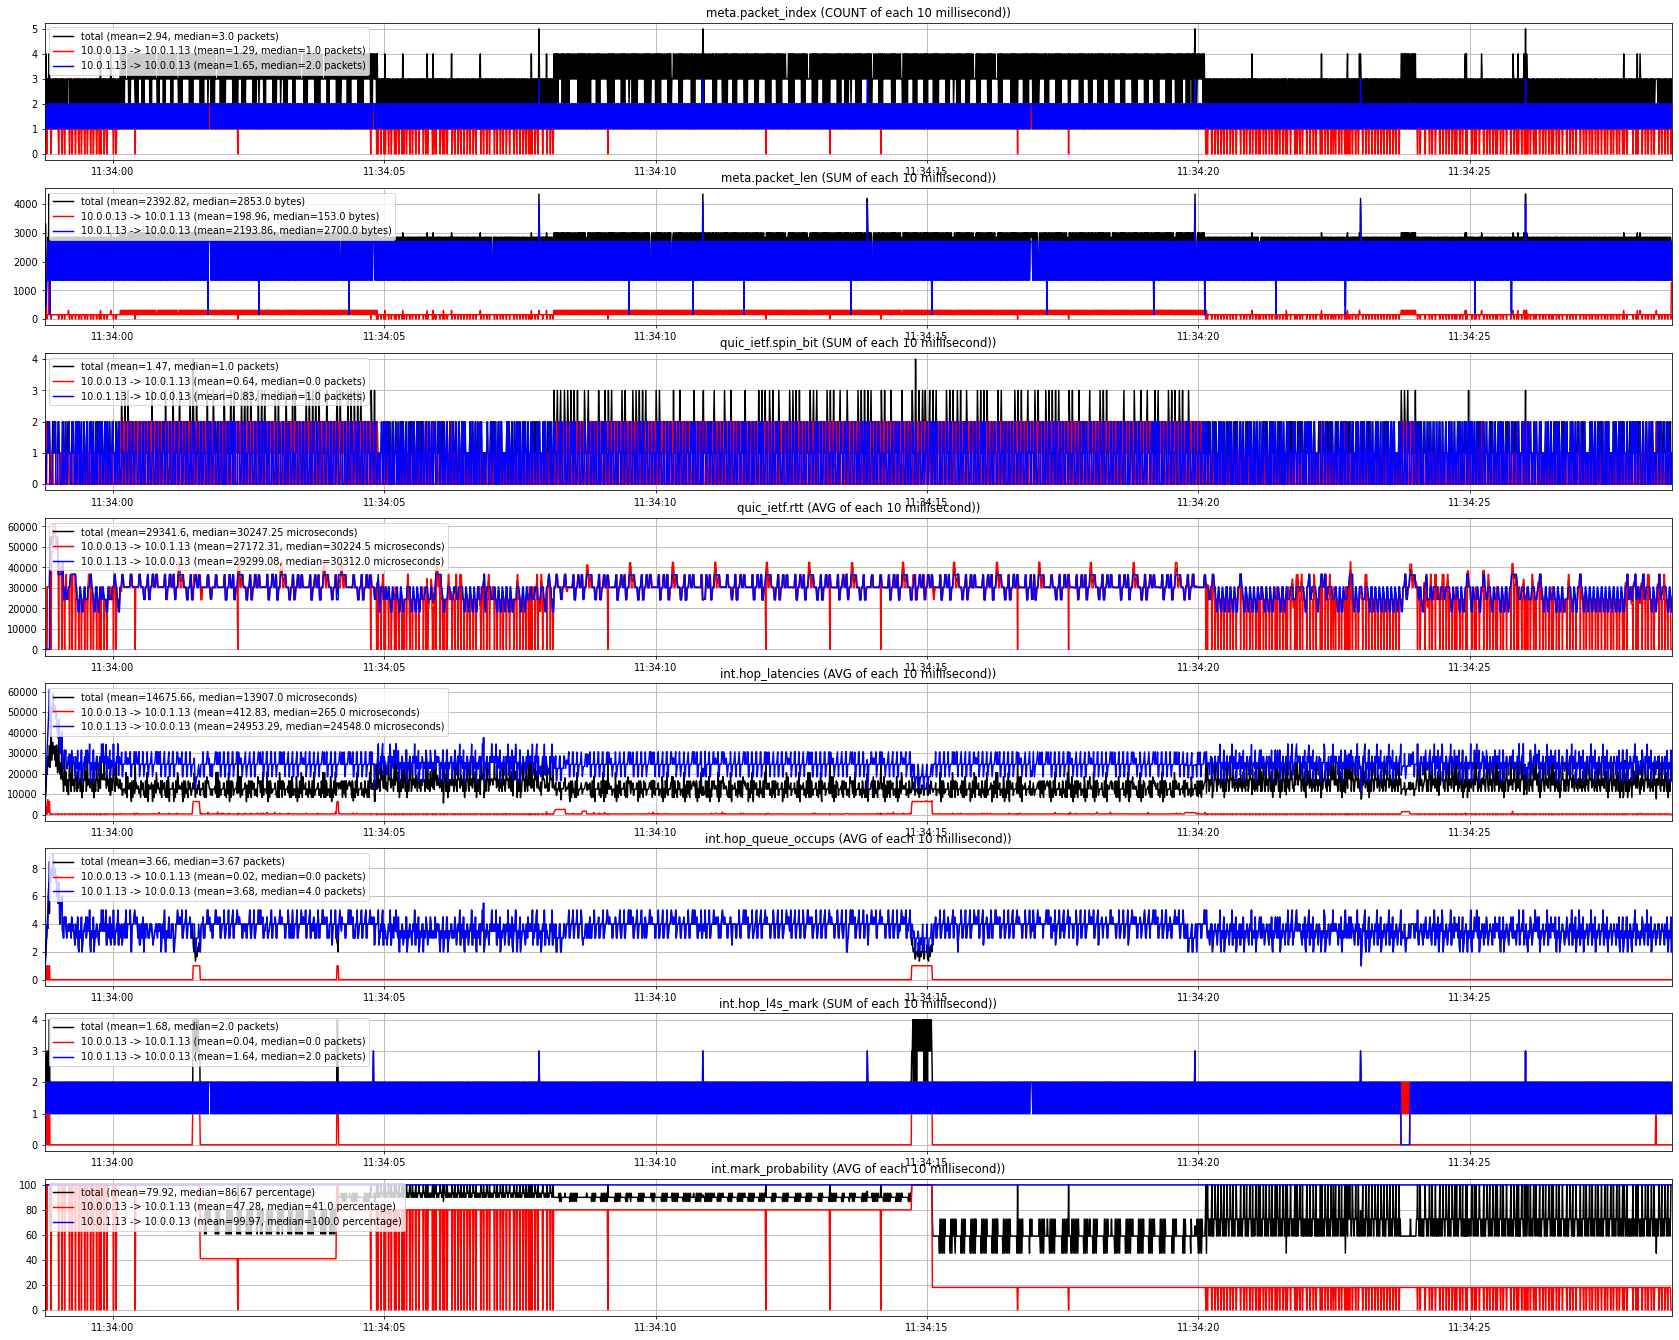 meta.packet_index (COUNT of each 10 millisecond))
5
4
3
2
1
0
total (mean=2.94, median=3.0 packets)
10.0.0.13 -> 10.0.1.13 (mean=1.29, median=1.0 packets)
10.0.1.13 -> 10.0.0.13 (mean=1.65, median=2.0 packets)
11:34:00 11:34:05 11:34:10 11:34:15 11:34:20 11:34:25
meta.packet_len (SUM of each 10 millisecond))
4000
3000
2000
1000
0
total (mean=2392.82, median=2853.0 bytes)
10.0.0.13 -> 10.0.1.13 (mean=198.96, median=153.0 bytes)
10.0.1.13 -> 10.0.0.13 (mean=2193.86, median=2700.0 bytes)
11:34:00 11:34:05 11:34:10 11:34:15 11:34:20 11:34:25
quic_ietf.spin_bit (SUM of each 10 millisecond))
4
3
2
1
0
total (mean=1.47, median=1.0 packets)
10.0.0.13 -> 10.0.1.13 (mean=0.64, median=0.0 packets)
10.0.1.13 -> 10.0.0.13 (mean=0.83, median=1.0 packets)
11:34:00 11:34:05 11:34:10 11:34:15 11:34:20 11:34:25
quic_ietf.rtt (AVG of each 10 millisecond))
60000
50000
40000
30000
20000
10000
0
total (mean=29341.6, median=30247.25 microseconds)
10.0.0.13 -> 10.0.1.13 (mean=27172.31, median=30224.5 microseconds)
10.0.1.13 -> 10.0.0.13 (mean=29299.08, median=30312.0 microseconds)
11:34:00 11:34:05 11:34:10 11:34:15 11:34:20 11:34:25
int.hop_latencies (AVG of each 10 millisecond))
60000
50000
40000
30000
20000
10000
0
total (mean=14675.66, median=13907.0 microseconds)
10.0.0.13 -> 10.0.1.13 (mean=412.83, median=265.0 microseconds)
10.0.1.13 -> 10.0.0.13 (mean=24953.29, median=24548.0 microseconds)
11:34:00 11:34:05 11:34:10 11:34:15 11:34:20 11:34:25
int.hop_queue_occups (AVG of each 10 millisecond))
8
6
4
2
0
total (mean=3.66, median=3.67 packets)
10.0.0.13 -> 10.0.1.13 (mean=0.02, median=0.0 packets)
10.0.1.13 -> 10.0.0.13 (mean=3.68, median=4.0 packets)
11:34:00 11:34:05 11:34:10 11:34:15 11:34:20 11:34:25
int.hop_l4s_mark (SUM of each 10 millisecond))
4
3
2
1
0
total (mean=1.68, median=2.0 packets)
10.0.0.13 -> 10.0.1.13 (mean=0.04, median=0.0 packets)
10.0.1.13 -> 10.0.0.13 (mean=1.64, median=2.0 packets)
11:34:00 11:34:05 11:34:10 11:34:15 11:34:20 11:34:25
int.mark_probability (AVG of each 10 millisecond))
100
80
60
40
20
0
total (mean=79.92, median=86.67 percentage)
10.0.0.13 -> 10.0.1.13 (mean=47.28, median=41.0 percentage)
10.0.1.13 -> 10.0.0.13 (mean=99.97, median=100.0 percentage)
11:34:00 11:34:05 11:34:10 11:34:15 11:34:20 11:34:25